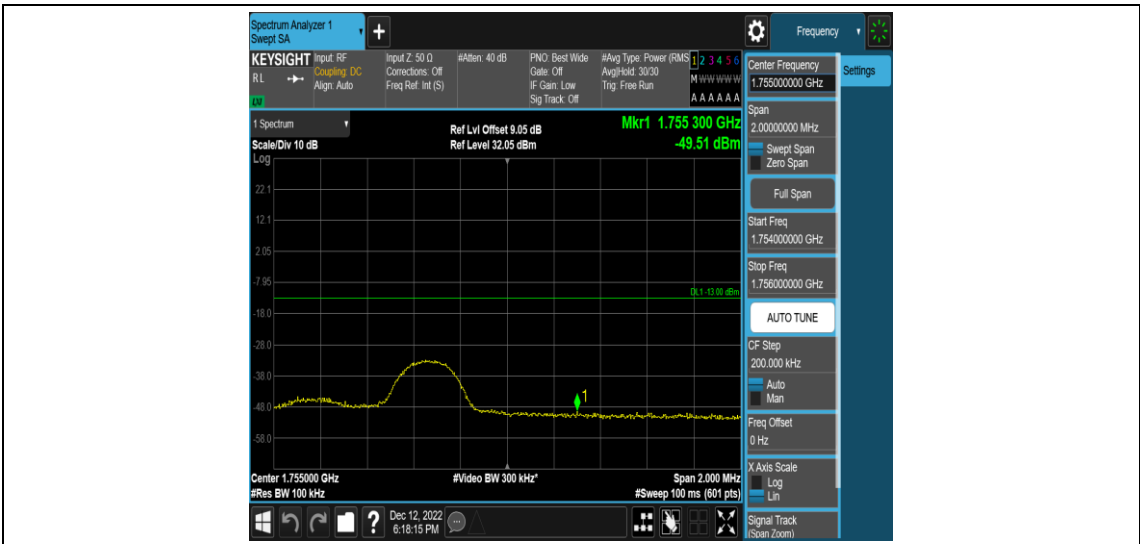 Spectrum Analyzer 1
Swept SA
+
Frequency
KEYSIGHT Input: RF Input Z: 50 Ω #Atten: 40 dB PNO: Best Wide #Avg Type: Power (RMS 1 2 3 4 5 6
RL Coupling: DC Corrections: Off Gate: Off Avg|Hold: 30/30 M W W W W W
Align: Auto Freq Ref: Int (S) IF Gain: Low Trig: Free Run
Sig Track: Off A A A A A A
LXI
1 Spectrum
Ref Lvl Offset 9.05 dB Mkr1 1.755 300 GHz
Scale/Div 10 dB Ref Level 32.05 dBm -49.51 dBm
Log
22.1
12.1
2.05
-7.95
DL1 -13.00 dBm
-18.0
-28.0
-38.0
1
-48.0
-58.0
Center 1.755000 GHz #Video BW 300 kHz* Span 2.000 MHz
#Res BW 100 kHz #Sweep 100 ms (601 pts)
?
Dec 12, 2022
6:18:15 PM
Center Frequency
1.755000000 GHz
Settings
Span
2.00000000 MHz
Swept Span
Zero Span
Full Span
Start Freq
1.754000000 GHz
Stop Freq
1.756000000 GHz
AUTO TUNE
CF Step
200.000 kHz
Auto
Man
Freq Offset
0 Hz
X Axis Scale
Log
Lin
Signal Track
(Span Zoom)